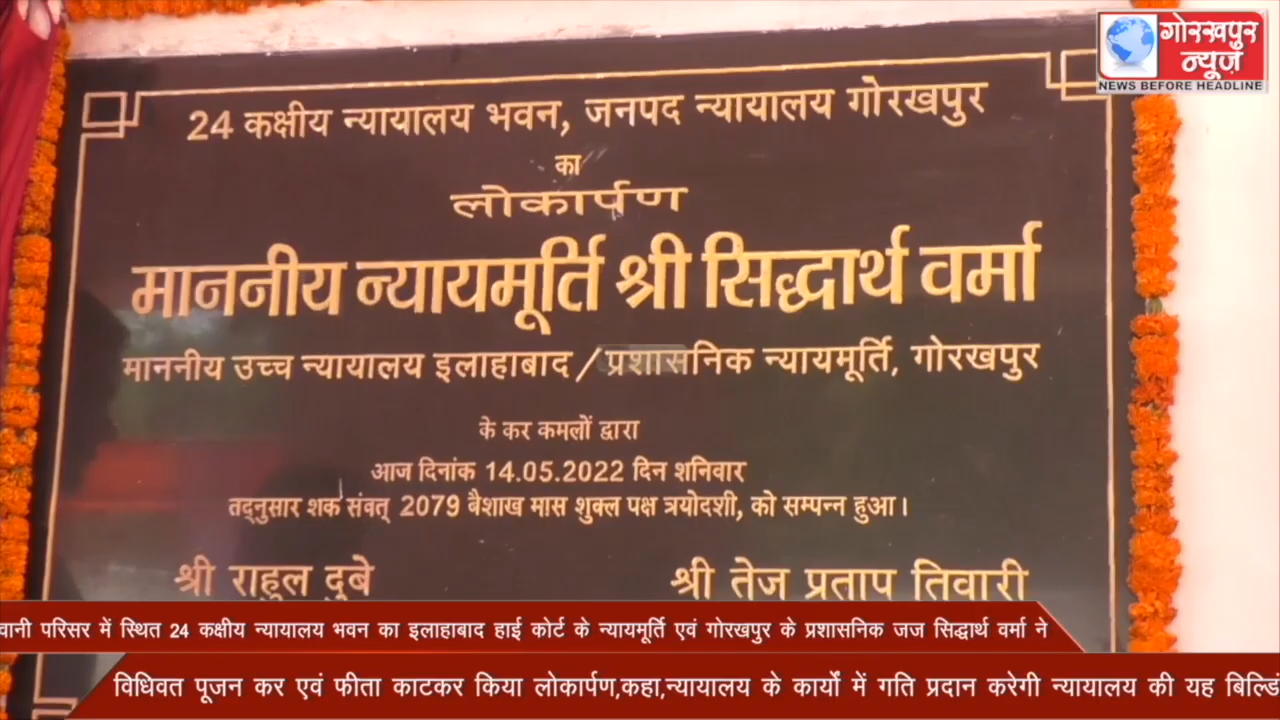 गोरखपुर
न्यूज़
NEWS BEFORE HEADLINE
24 कक्षीय न्यायालय भवन, जनपद न्यायालय गोरखपुर
का
लोकार्पण
माननीय न्यायमूर्ति श्री सिद्धार्थ वर्मा
माननीय उच्च न्यायालय इलाहाबाद / प्रशासनिक न्यायमूर्ति, गोरखपुर
के कर कमलों द्वारा
आज दिनांक 14.05.2022 दिन शनिवार
तद्नुसार शक संवत् 2079 बैशाख मास शुक्ल पक्ष त्रयोदशी, को सम्पन्न हुआ।
श्री राहुल दुबे श्री तेज प्रताप तिवारी
वानी परिसर में स्थित 24 कक्षीय न्यायालय भवन का इलाहाबाद हाई कोर्ट के न्यायमूर्ति एवं गोरखपुर के प्रशासनिक जज सिद्धार्थ वर्मा ने
विधिवत पूजन कर एवं फीता काटकर किया लोकार्पण,कहा,न्यायालय के कार्यों में गति प्रदान करेगी न्यायालय की यह